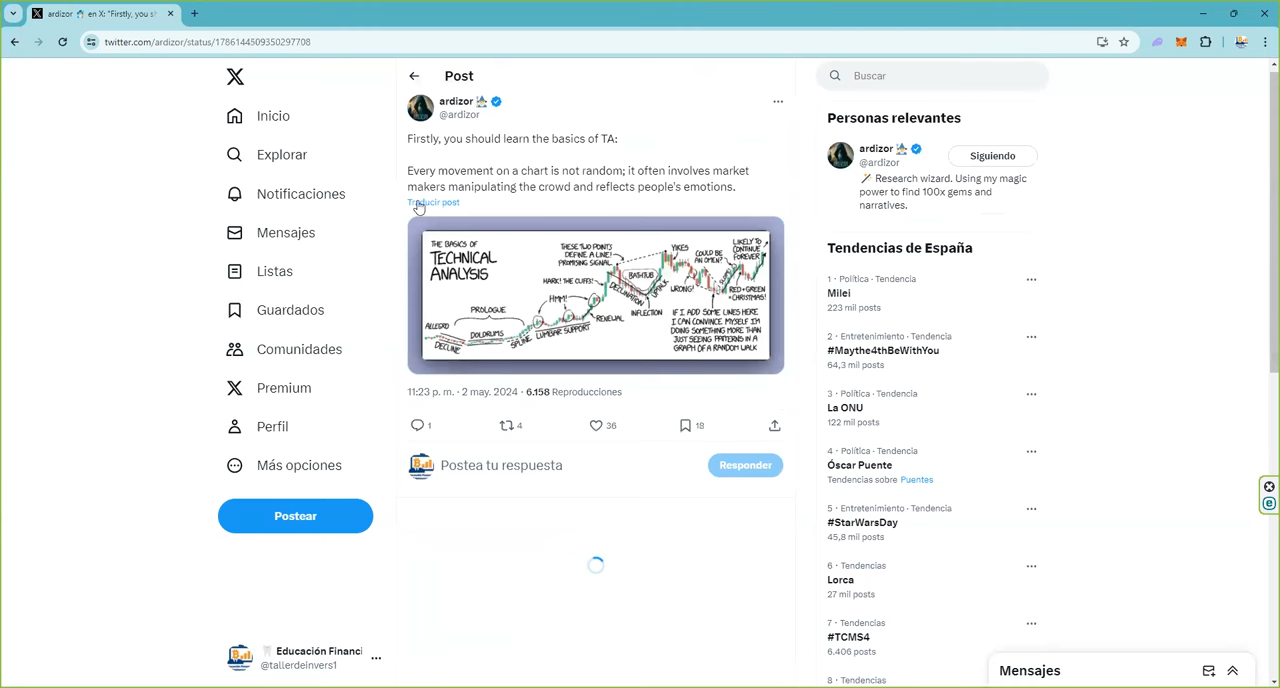 ardizor en X: "Firstly, you sh
twitter.com/ardizor/status/1786144509350297708
Inicio
Explorar
Notificaciones
Mensajes
Listas
Guardados
Comunidades
Premium
Perfil
Más opciones
Postear
Educación Financi
@tallerdeinvers1
Post
ardizor
@ardizor
Firstly, you should learn the basics of TA:
Every movement on a chart is not random; it often involves market
makers manipulating the crowd and reflects people's emotions.
Traducir post
THE BASICS OF
TECHNICAL
ANALYSIS
THESE TWO POINTS
DEFINE A LINE!
PROMISING SIGNAL.
YIKES
COULD BE
AN OMEN?
LIKELY TO
CONTINUE
FOREVER
HARK! THE CLIFFS!
BATHTUB
DECLINATION
UPTALK
WRONG!
RED+GREEN
=CHRISTMAS!
HMM!
PROLOGUE
INFLECTION
RENEWAL
ALLEGRO
DECLINE
DOLDRUMS
SPLINE
LUMBAR SUPPORT
IF I ADD SOME LINES HERE
I CAN CONVINCE MYSELF I'M
DOING SOMETHING MORE THAN
JUST SEEING PATTERNS IN A
GRAPH OF A RANDOM WALK
11:23 p. m. · 2 may. 2024 · 6.158 Reproducciones
1
4
36
18
Postea tu respuesta
Responder
Buscar
Personas relevantes
ardizor
@ardizor
Siguiendo
Research wizard. Using my magic
power to find 100x gems and
narratives.
Tendencias de España
1 · Política · Tendencia
Milei
223 mil posts
2 · Entretenimiento · Tendencia
#Maythe4thBeWithYou
64,3 mil posts
3 · Política · Tendencia
La ONU
122 mil posts
4 · Política · Tendencia
Óscar Puente
Tendencias sobre Puentes
5 · Entretenimiento · Tendencia
#StarWarsDay
45,8 mil posts
6 · Tendencias
Lorca
27 mil posts
7 · Tendencias
#TCMS4
6.406 posts
8 · Tendencias
Mensajes